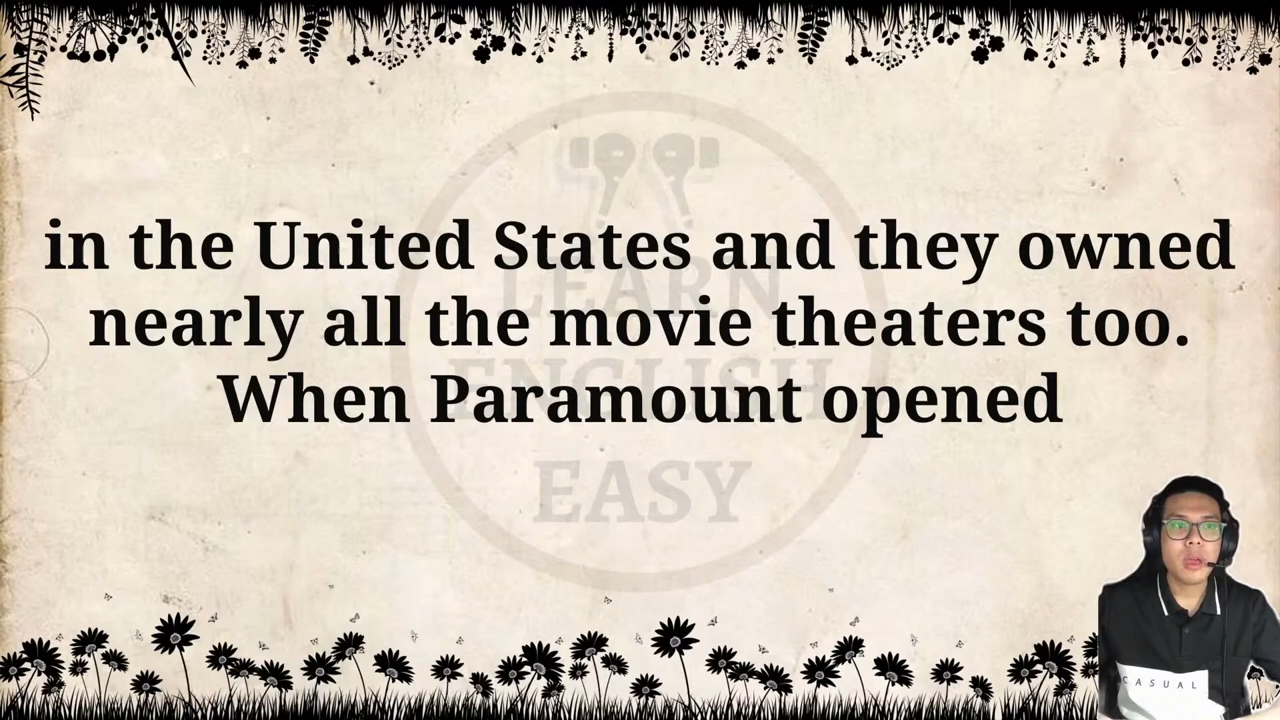 in the United States and they owned
nearly all the movie theaters too.
When Paramount opened
LEARN
ENGLISH
EASY
CASUAL